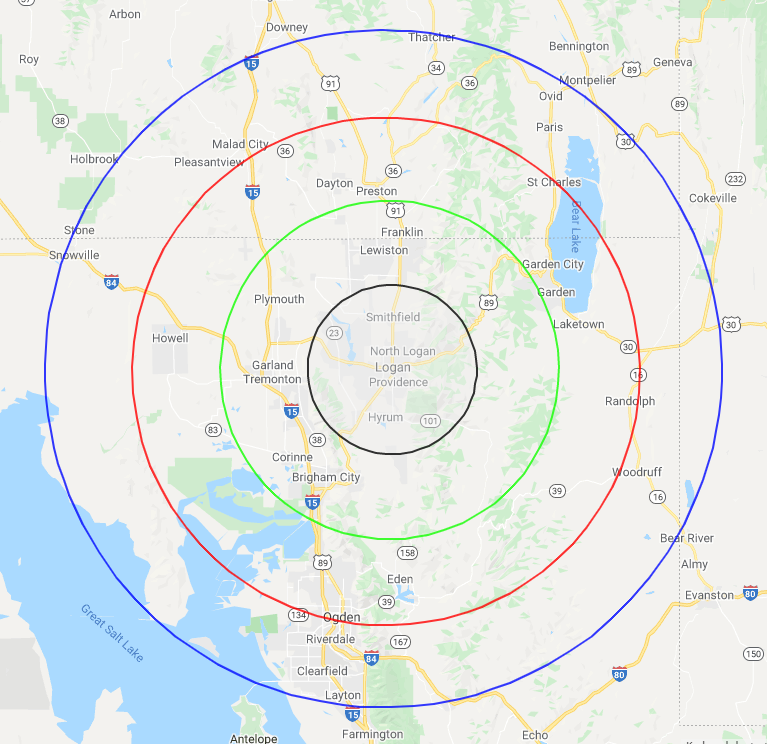 37
Arbon
Downey
Thatcher
Bennington
Roy
15
34
Geneva
89
91
36
Montpelier
Ovid
89
38
Paris
30
Malad City
36
Holbrook
Pleasantview
36
232
15
Dayton
Preston
St Charles
Cokeville
91
Bear Lake
Stone
Franklin
Lewiston
Snowville
Garden City
84
Plymouth
89
Garden
Smithfield
Laketown
30
23
Howell
North Logan
30
Garland
Logan
16
Tremonton
Providence
Randolph
15
Hyrum
101
83
38
Corinne
Woodruff
Brigham City
39
16
15
Bear River
158
89
Almy
Eden
Evanston
80
39
Great Salt Lake
134
Ogden
Riverdale
167
84
150
Clearfield
80
Layton
15
Farmington
Echo
Antelope